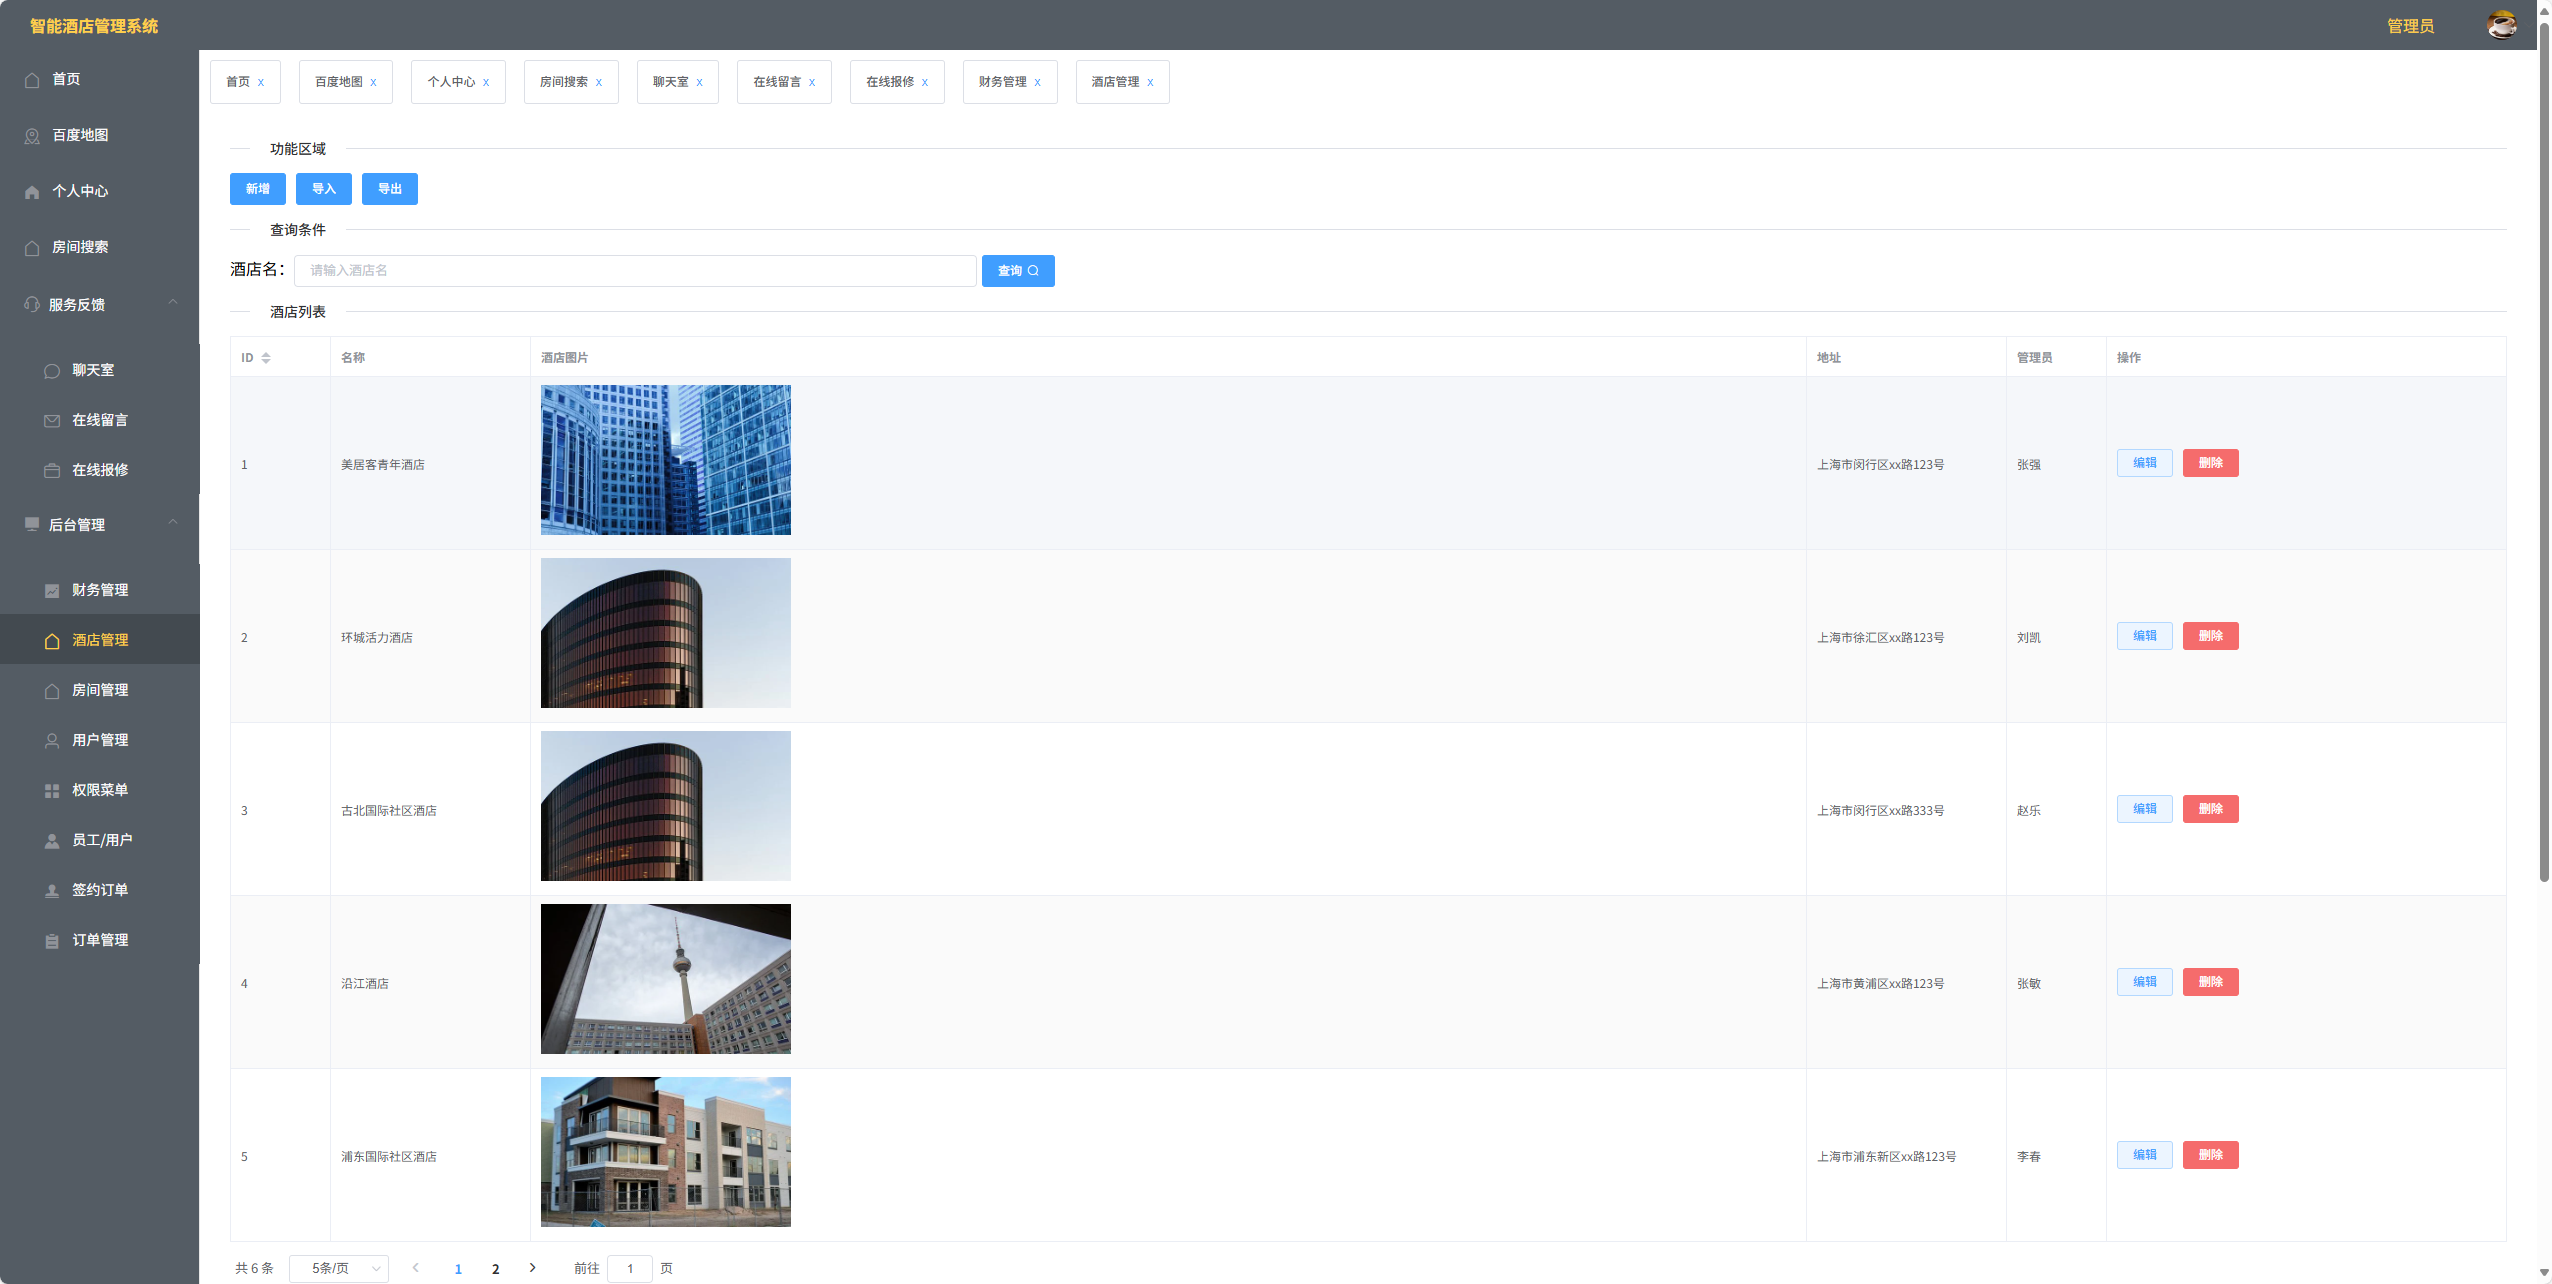 智能酒店管理系统
管理员
首页
百度地图
个人中心
房间搜索
服务反馈
聊天室
在线留言
在线报修
后台管理
财务管理
酒店管理
房间管理
用户管理
权限菜单
员工/用户
签约订单
订单管理
首页 x 百度地图 x 个人中心 x 房间搜索 x 聊天室 x 在线留言 x 在线报修 x 财务管理 x 酒店管理 x
功能区域
新增 导入 导出
查询条件
酒店名： 请输入酒店名 查询
酒店列表
ID 名称 酒店图片 地址 管理员 操作
1 美居客青年酒店 上海市闵行区xx路123号 张强 编辑 删除
2 环城活力酒店 上海市徐汇区xx路123号 刘凯 编辑 删除
3 古北国际社区酒店 上海市闵行区xx路333号 赵乐 编辑 删除
4 沿江酒店 上海市黄浦区xx路123号 张敏 编辑 删除
5 浦东国际社区酒店 上海市浦东新区xx路123号 李春 编辑 删除
共 6 条 5条/页 1 2 前往 1 页